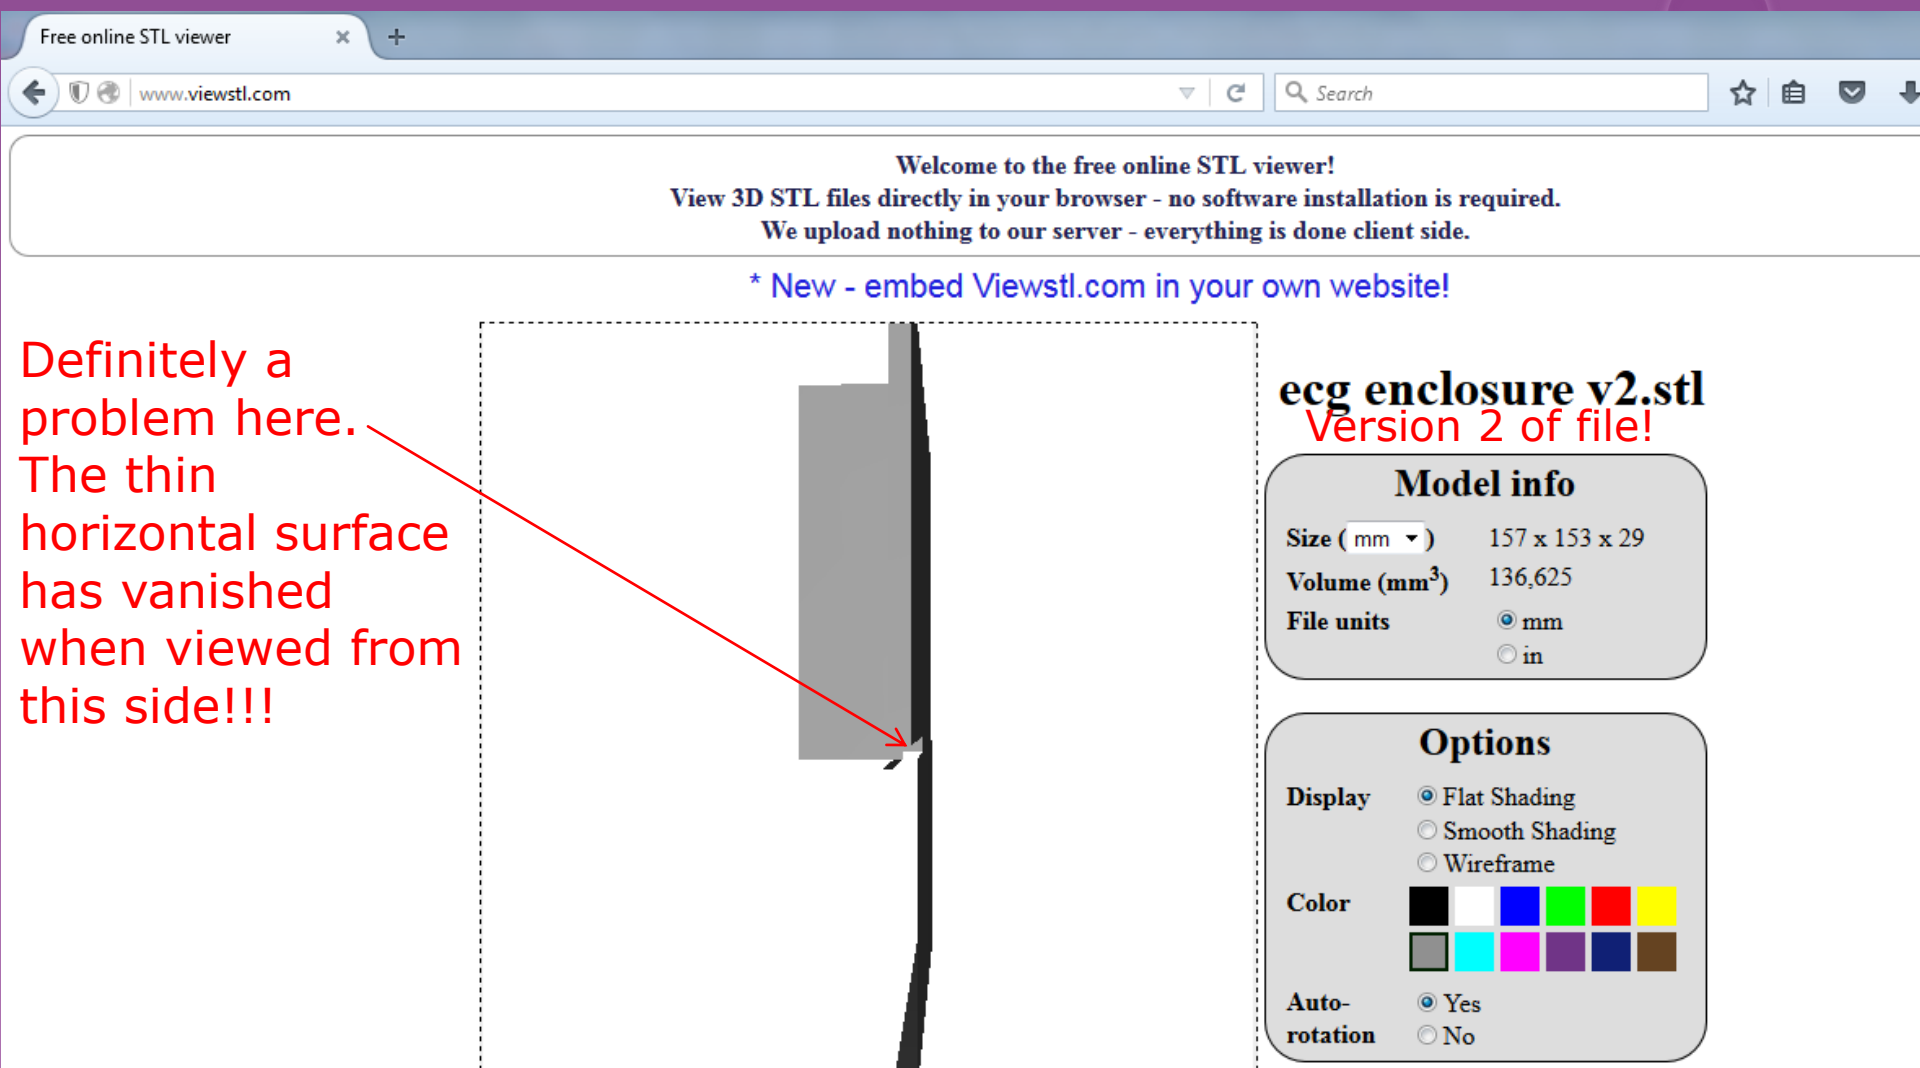 Free online STL viewer
www.viewstl.com
Search
Welcome to the free online STL viewer!
View 3D STL files directly in your browser - no software installation is required.
We upload nothing to our server - everything is done client side.
* New - embed Viewstl.com in your own website!
Definitely a
problem here.
The thin
horizontal surface
has vanished
when viewed from
this side!!!
ecg enclosure v2.stl
Version 2 of file!
Model info
Size ( mm ) 157 x 153 x 29
Volume (mm³) 136,625
File units mm
in
Options
Display Flat Shading
Smooth Shading
Wireframe
Color
Auto- Yes
rotation No